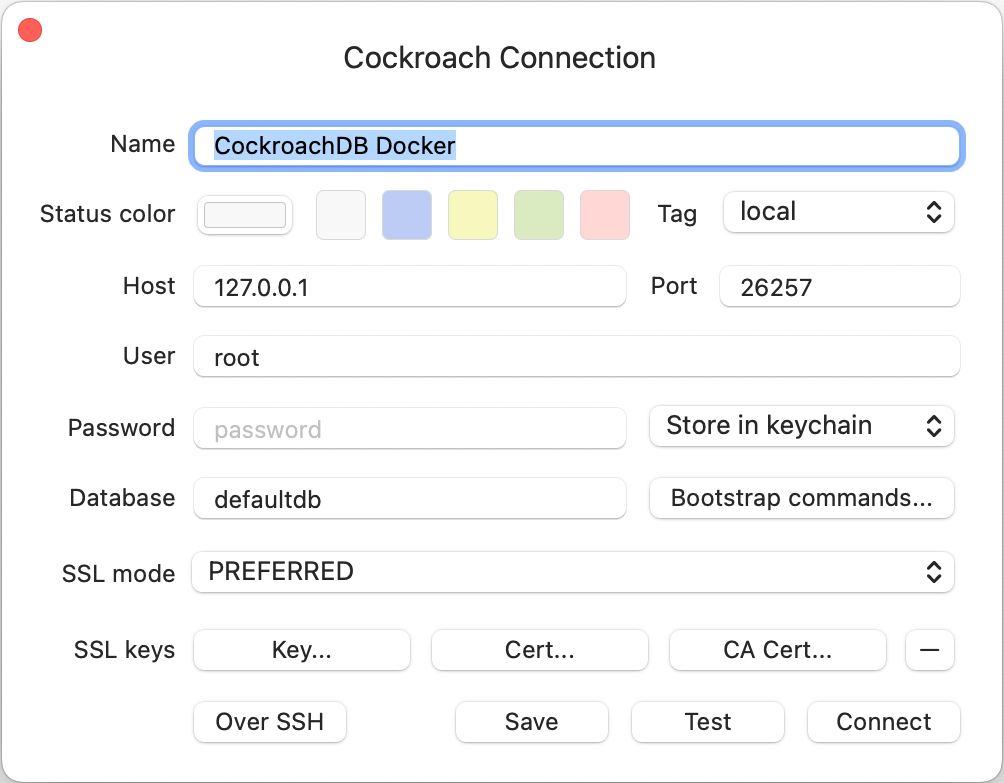 Cockroach Connection
Name CockroachDB Docker
Status color Tag local
Host 127.0.0.1 Port 26257
User root
Password password Store in keychain
Database defaultdb Bootstrap commands...
SSL mode PREFERRED
SSL keys Key... Cert... CA Cert... —
Over SSH Save Test Connect